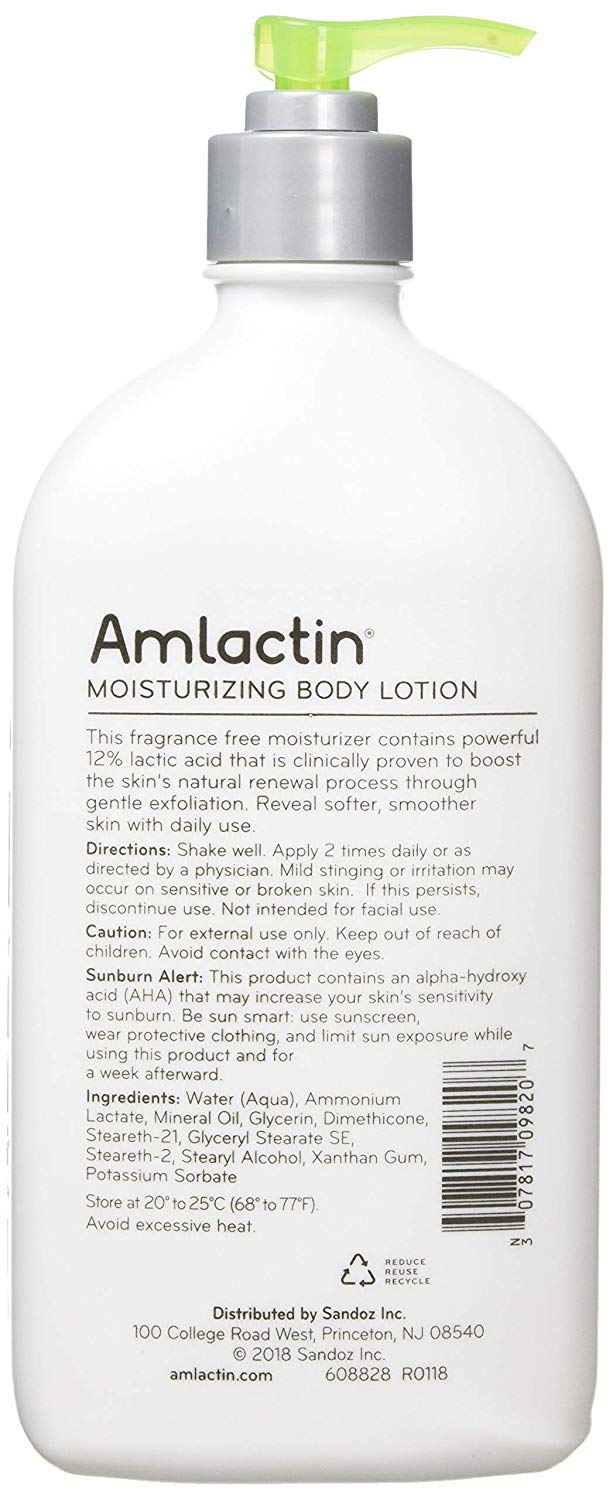 Amlactin®
MOISTURIZING BODY LOTION
This fragrance free moisturizer contains powerful
12% lactic acid that is clinically proven to boost
the skin's natural renewal process through
gentle exfoliation. Reveal softer, smoother
skin with daily use.
Directions: Shake well. Apply 2 times daily or as
directed by a physician. Mild stinging or irritation may
occur on sensitive or broken skin. If this persists,
discontinue use. Not intended for facial use.
Caution: For external use only. Keep out of reach of
children. Avoid contact with the eyes.
Sunburn Alert: This product contains an alpha-hydroxy
acid (AHA) that may increase your skin's sensitivity
to sunburn. Be sun smart: use sunscreen,
wear protective clothing, and limit sun exposure while
using this product and for
a week afterward.
Ingredients: Water (Aqua), Ammonium
Lactate, Mineral Oil, Glycerin, Dimethicone,
Steareth-21, Glyceryl Stearate SE,
Steareth-2, Stearyl Alcohol, Xanthan Gum,
Potassium Sorbate
Store at 20° to 25°C (68° to 77°F).
Avoid excessive heat.
N
3 07817 09820 7
REDUCE
REUSE
RECYCLE
Distributed by Sandoz Inc.
100 College Road West, Princeton, NJ 08540
© 2018 Sandoz Inc.
amlactin.com 608828 R0118